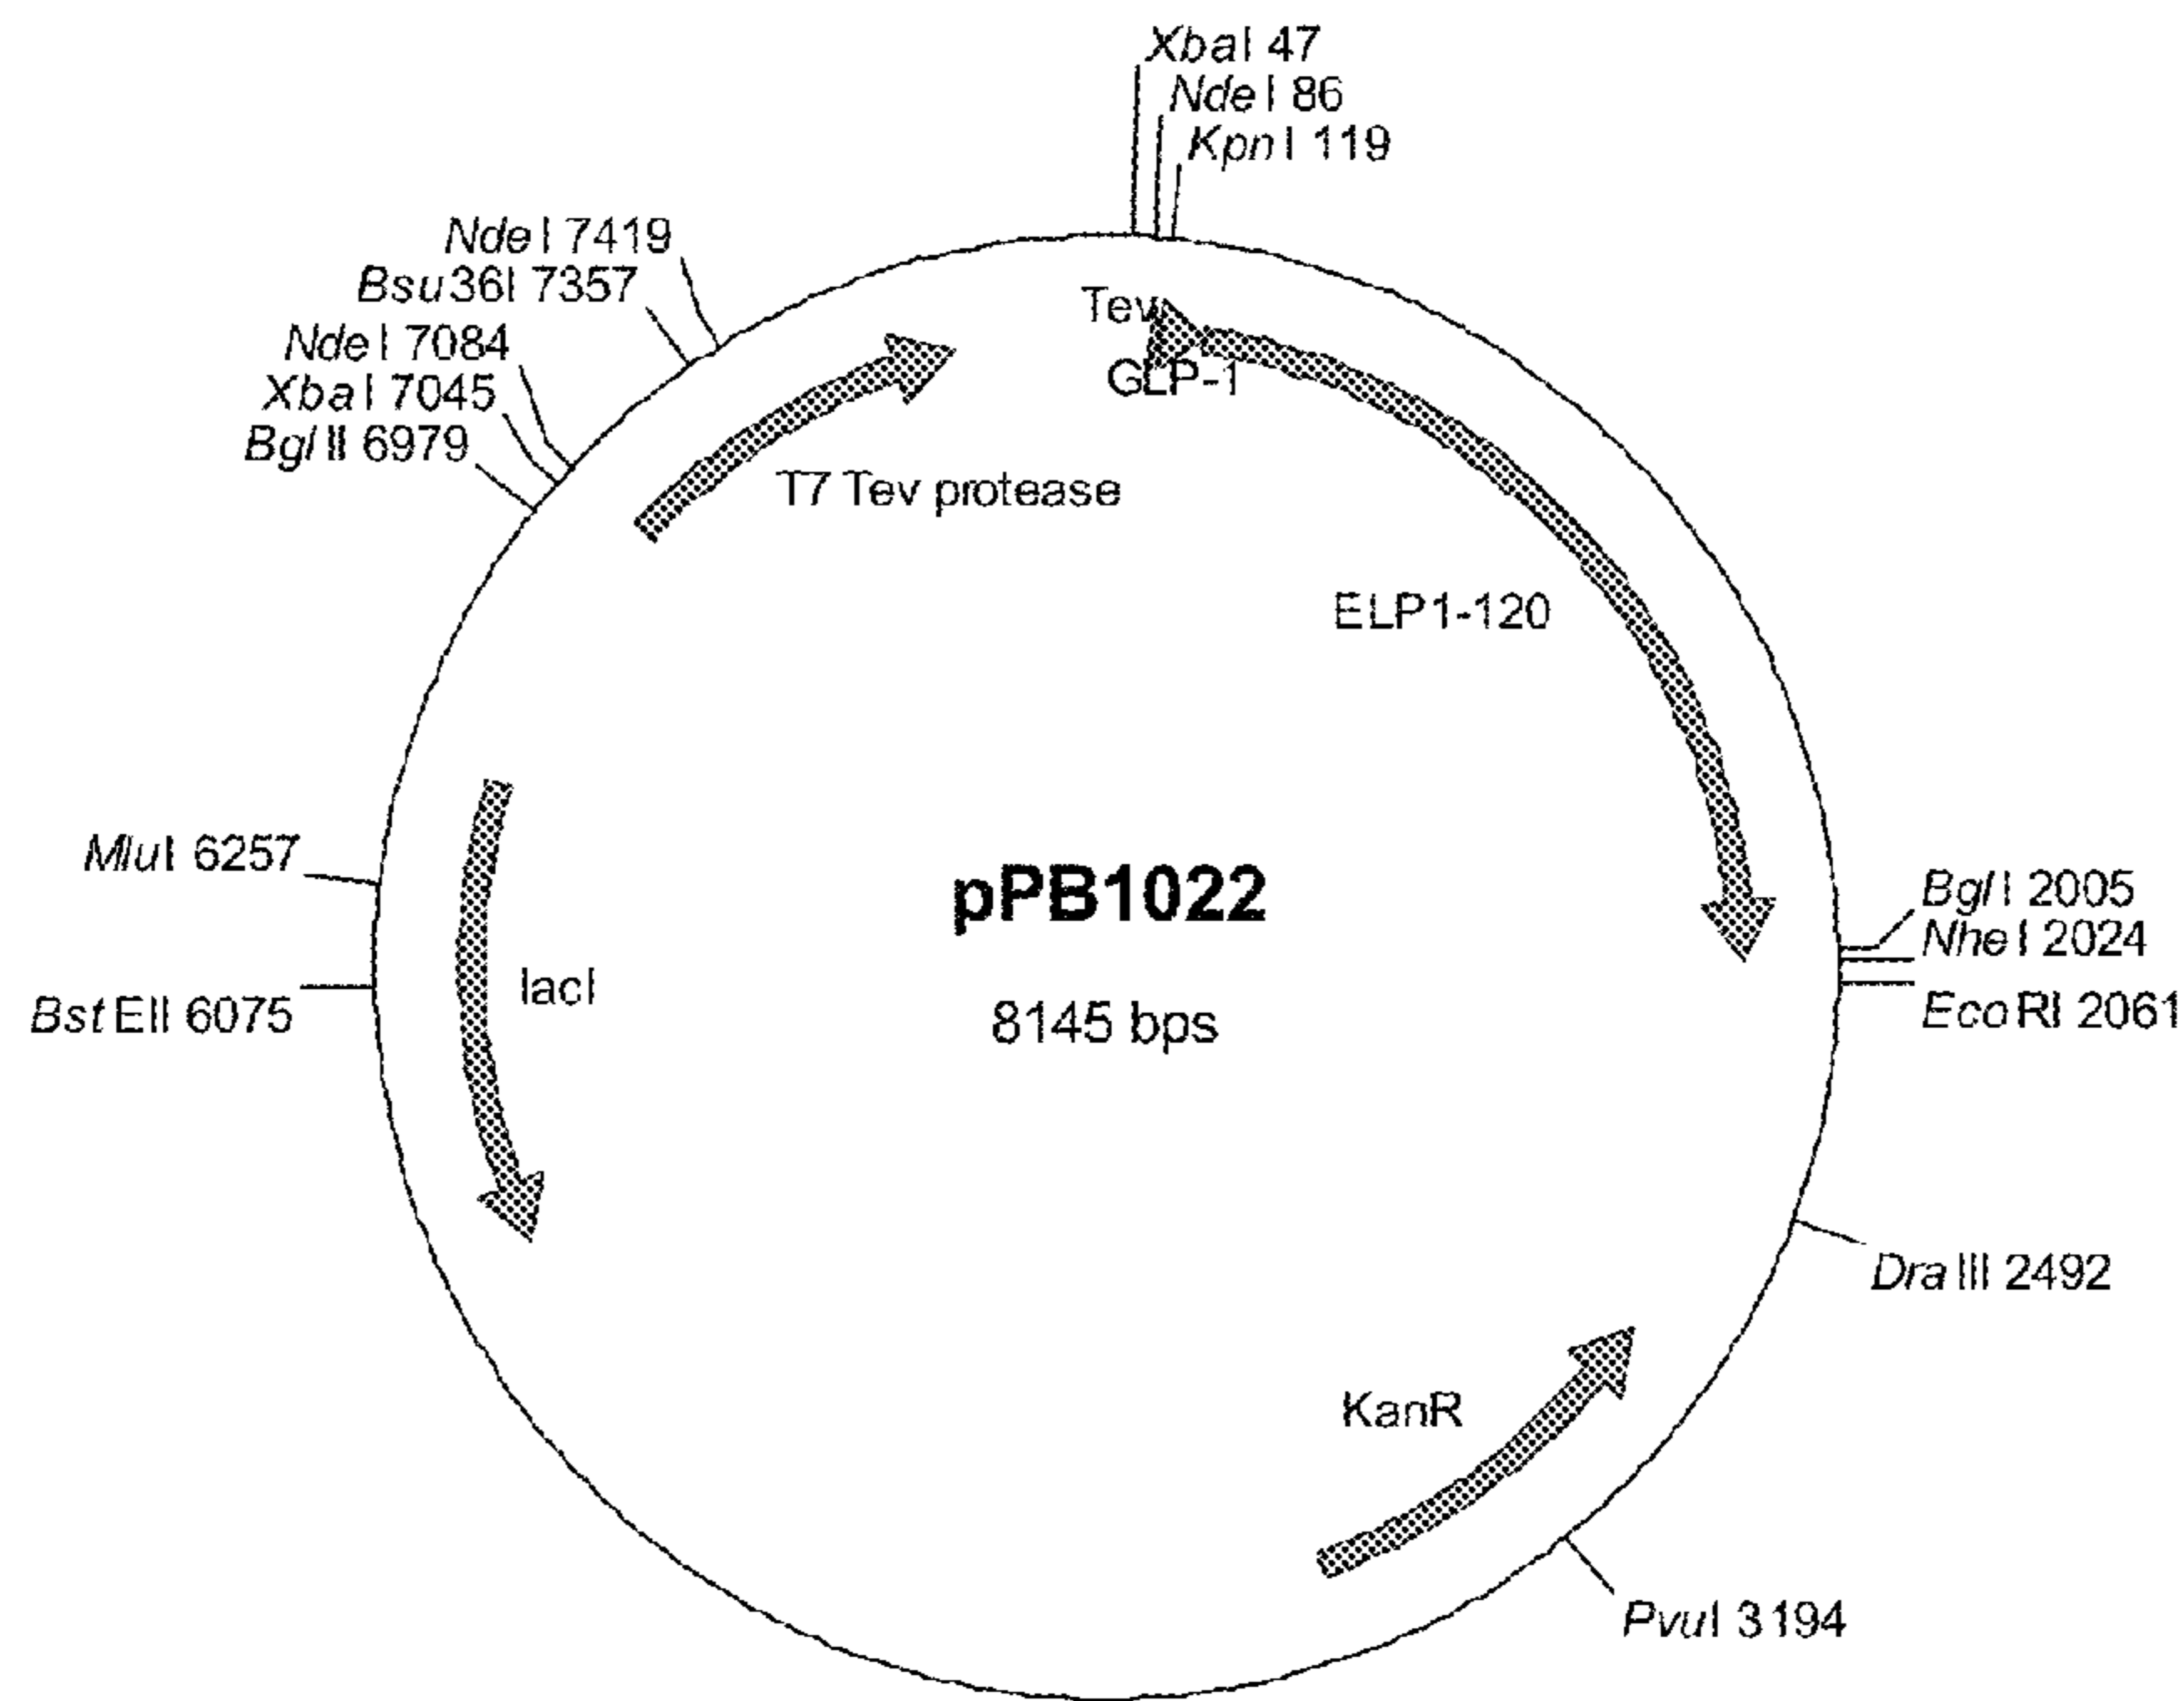 XbaI 47
NdeI 86
KpnI 119
NdeI 7419
Bsu36I 7357
NdeI 7084
XbaI 7045
BglII 6979
Tev
GLP-1
T7 Tev protease
ELP1-120
MluI 6257
BstEII 6075
lacI
pPB1022
8145 bps
BglI 2005
NheI 2024
EcoRI 2061
DraIII 2492
KanR
PvuI 3194